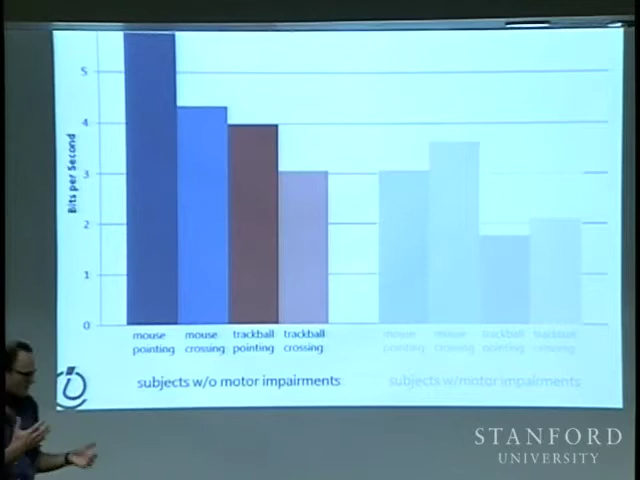 Bits per Second
5
4
3
2
1
0
mouse pointing
mouse crossing
trackball pointing
trackball crossing
mouse pointing
mouse crossing
trackball pointing
trackball crossing
subjects w/o motor impairments
subjects w/motor impairments
STANFORD
UNIVERSITY